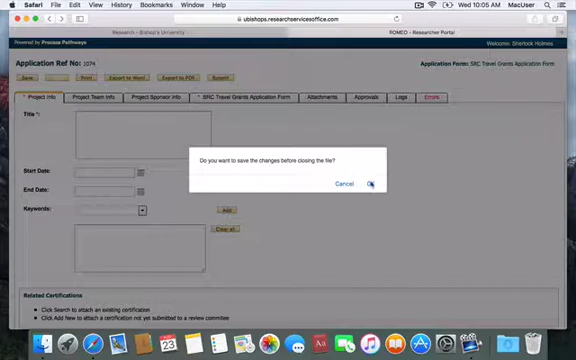 Safari File Edit View History Bookmarks Window Help 10:05 AM MacUser
ubishops.researchservicesoffice.com
Research - Bishop's University ROMEO - Researcher Portal
Powered by Process Pathways Welcome: Sherlock Holmes
Application Ref No: 1074 Application Form: SRC Travel Grants Application Form
Save Print Export to Word Export to PDF Submit
* Project Info Project Team Info Project Sponsor Info * SRC Travel Grants Application Form Attachments Approvals Logs Errors
Title *:
Do you want to save the changes before closing the file?
Start Date:
Cancel OK
End Date:
Keywords: Add
Clear all
Related Certifications
Click Search to attach an existing certification
Click Add New to attach a certification not yet submitted to a review committee
23